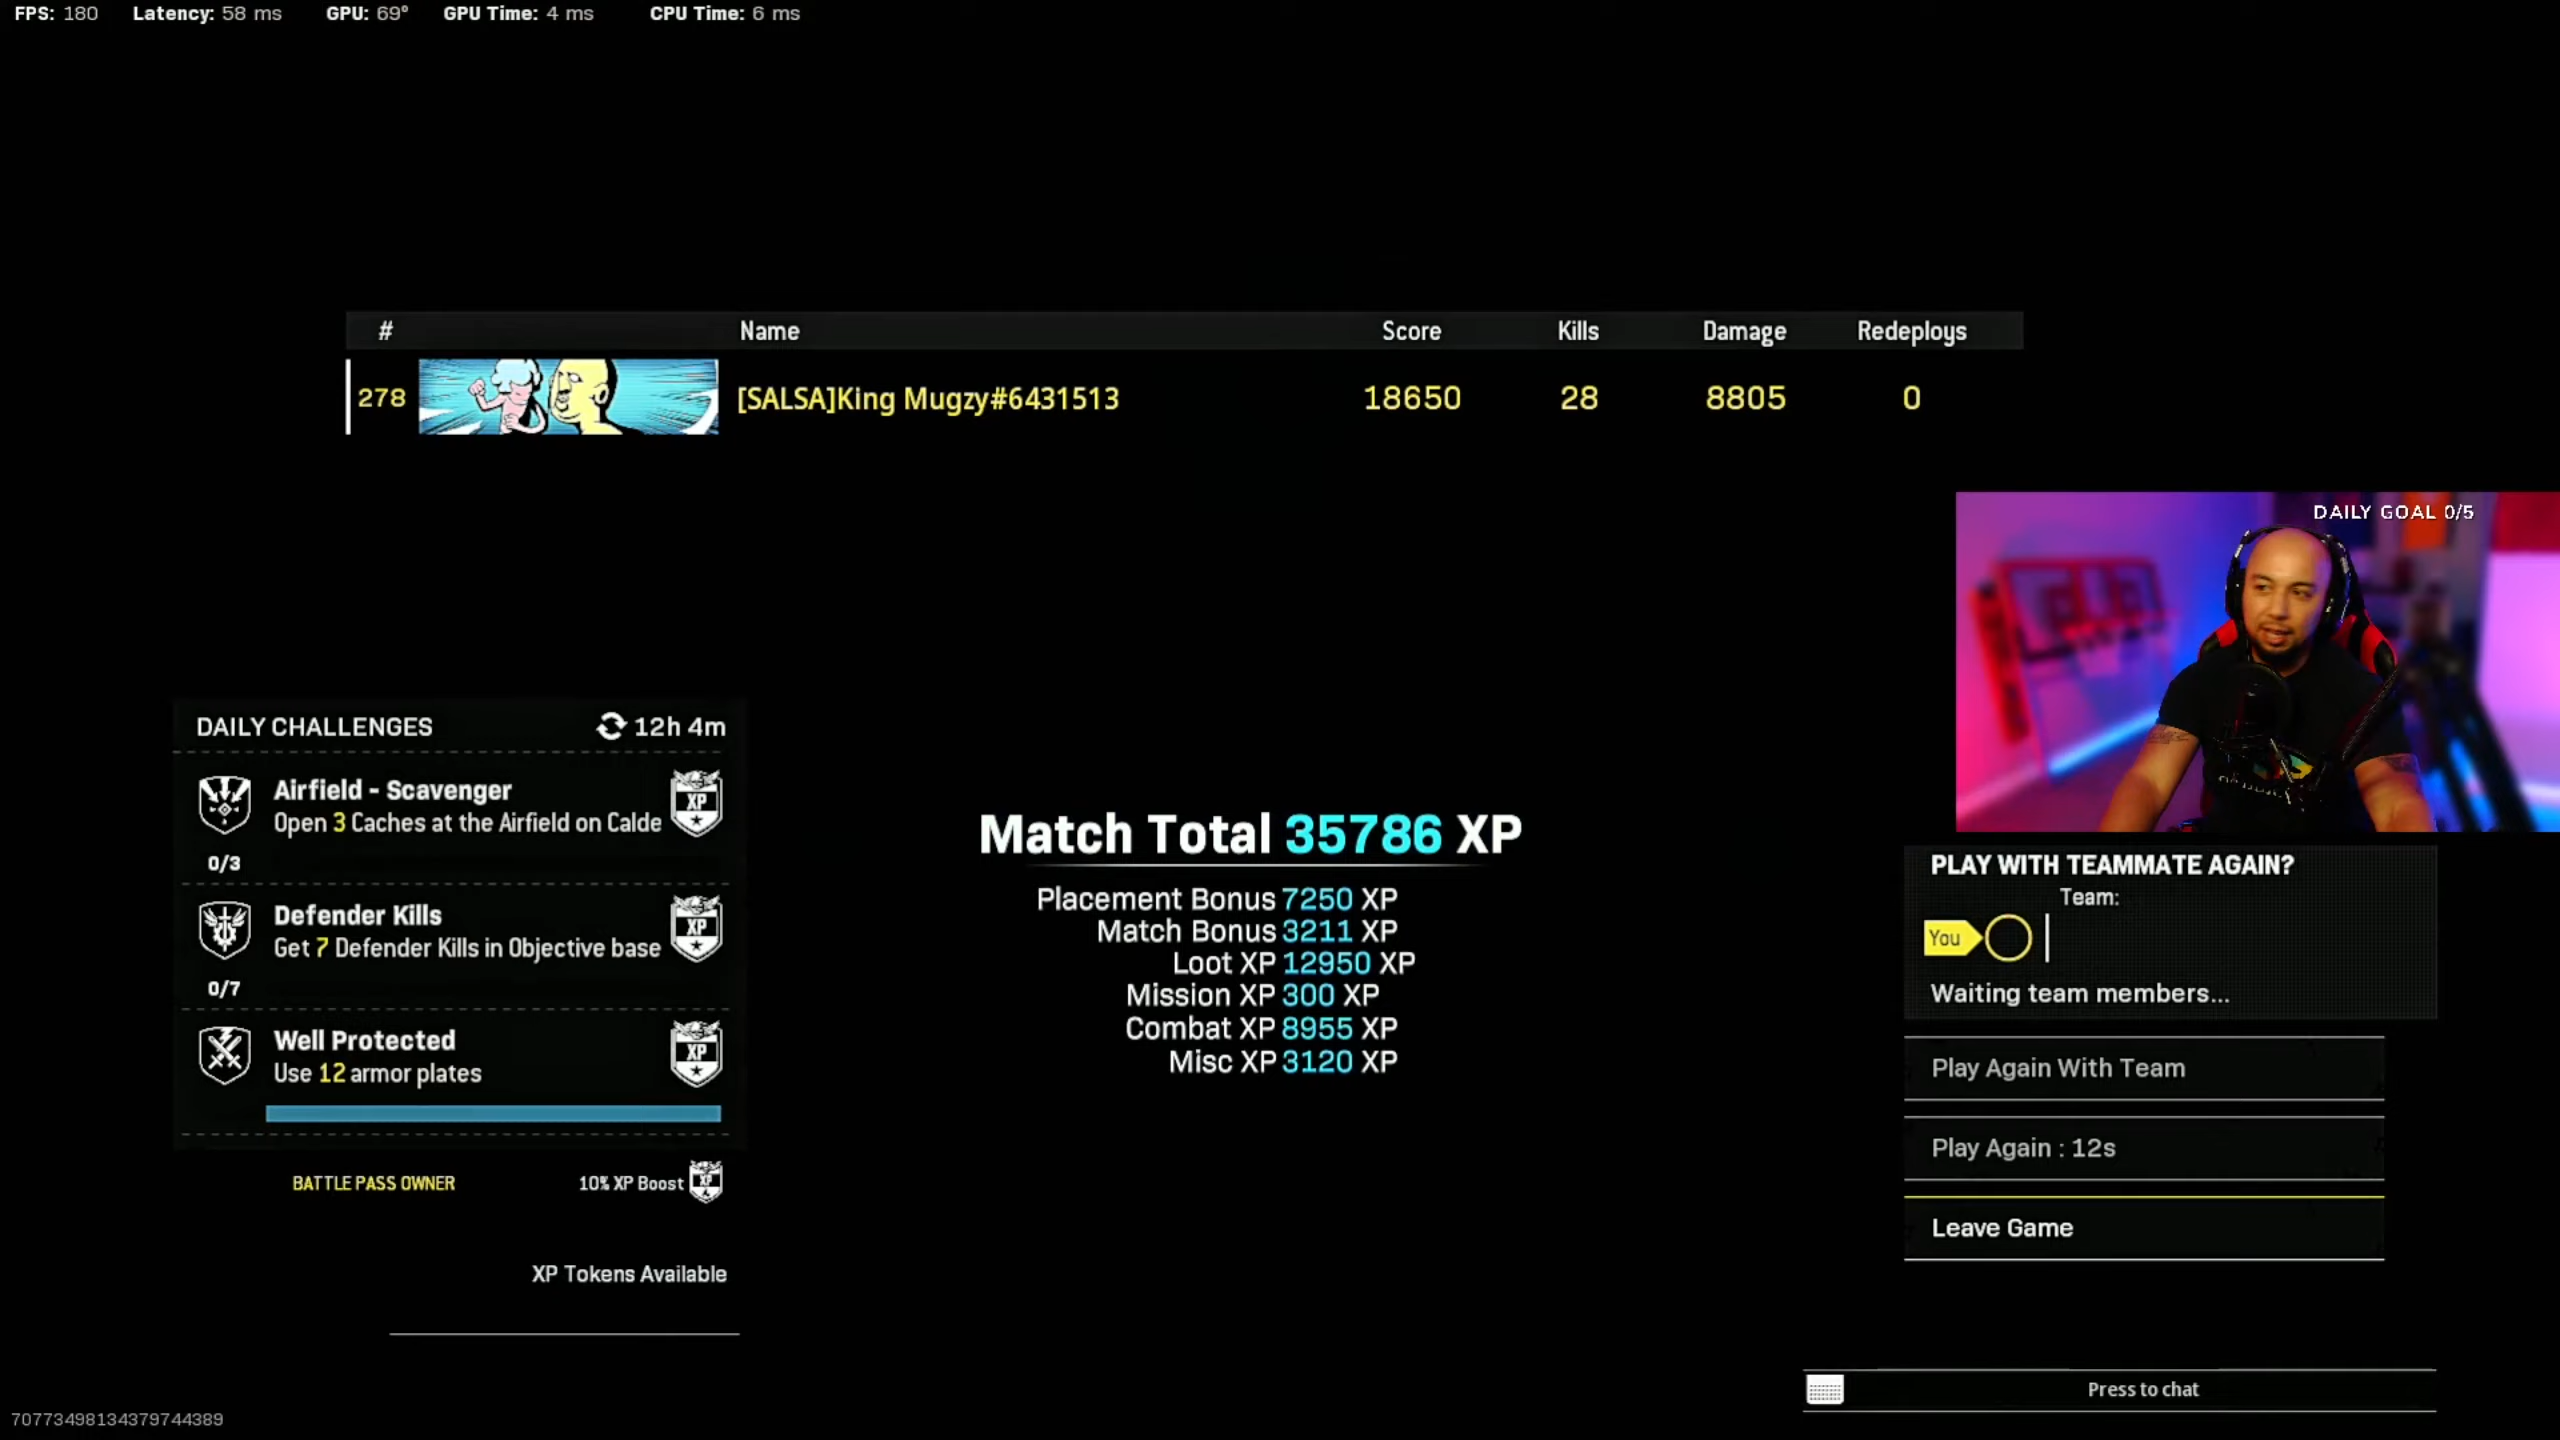 FPS: 180 Latency: 58 ms GPU: 69° GPU Time: 4 ms CPU Time: 6 ms
# Name Score Kills Damage Redeploys
278 [SALSA]King Mugzy#6431513 18650 28 8805 0
DAILY GOAL 0/5
DAILY CHALLENGES 12h 4m
Airfield - Scavenger
Open 3 Caches at the Airfield on Calde
XP
0/3
Defender Kills
Get 7 Defender Kills in Objective base
XP
0/7
Well Protected
Use 12 armor plates
XP
BATTLE PASS OWNER 10% XP Boost XP
XP Tokens Available
Match Total 35786 XP
Placement Bonus 7250 XP
Match Bonus 3211 XP
Loot XP 12950 XP
Mission XP 300 XP
Combat XP 8955 XP
Misc XP 3120 XP
PLAY WITH TEAMMATE AGAIN?
Team:
You
Waiting team members...
Play Again With Team
Play Again : 12s
Leave Game
Press to chat
70773498134379744389